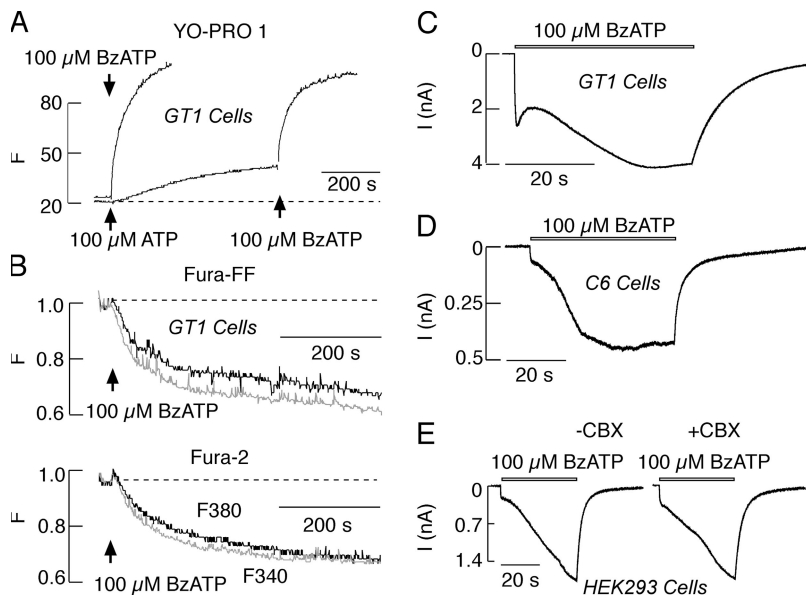 A
YO-PRO 1
100 µM BzATP
GT1 Cells
80
50
20
F
200 s
100 µM ATP
100 µM BzATP
B
Fura-FF
1.0
GT1 Cells
200 s
0.8
F
0.6
100 µM BzATP
Fura-2
1.0
F380
200 s
0.8
F
0.6
100 µM BzATP
F340
C
100 µM BzATP
0
GT1 Cells
2
I (nA)
4
20 s
D
100 µM BzATP
0
C6 Cells
0.25
I (nA)
0.5
20 s
E
-CBX
+CBX
100 µM BzATP
100 µM BzATP
0
0.7
I (nA)
1.4
20 s
HEK293 Cells